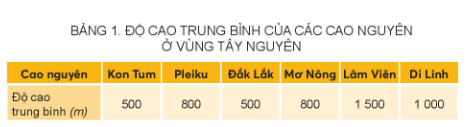 BẢNG 1. ĐỘ CAO TRUNG BÌNH CỦA CÁC CAO NGUYÊN
Ở VÙNG TÂY NGUYÊN
Cao nguyên Kon Tum Pleiku Đắk Lắk Mơ Nông Lâm Viên Di Linh
Độ cao
trung bình (m) 500 800 500 800 1 500 1 000